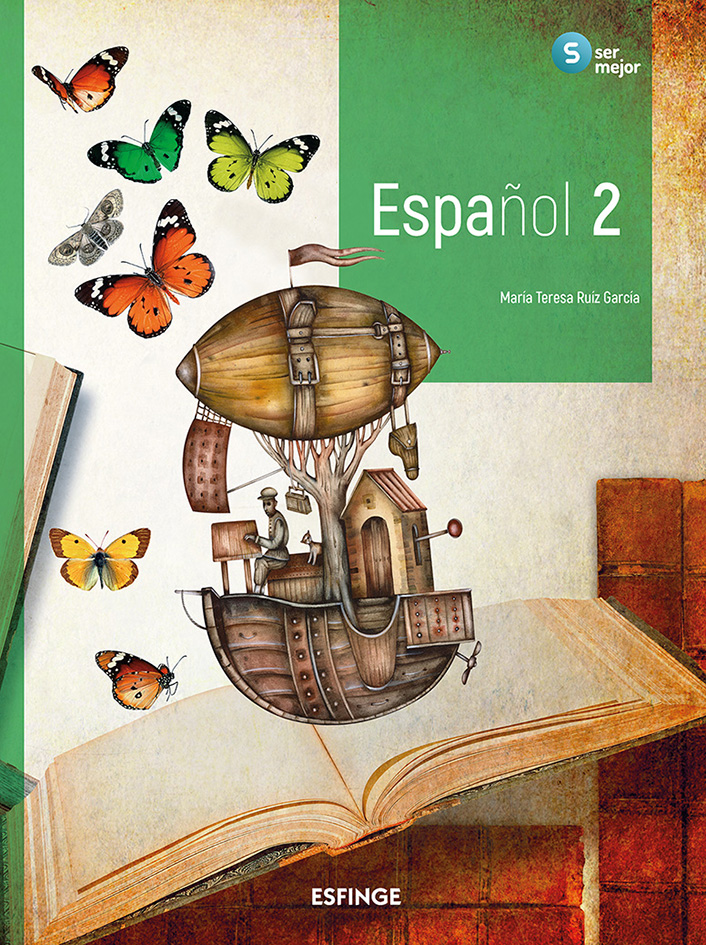 S
ser
mejor
Español 2
María Teresa Ruíz García
ESFINGE